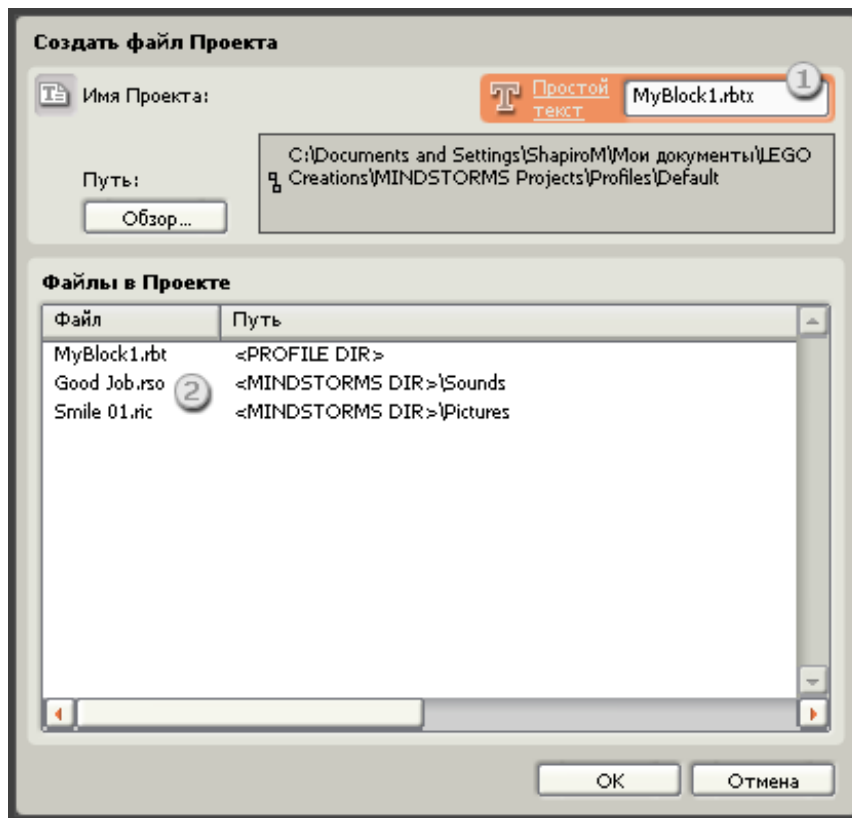 Создать файл Проекта
Имя Проекта:
Простой
текст
MyBlock1.rbtx
1
Путь:
C:\Documents and Settings\ShapiroM\Мои документы\LEGO
Creations\MINDSTORMS Projects\Profiles\Default
Обзор...
Файлы в Проекте
Файл Путь
MyBlock1.rbt <PROFILE DIR>
Good Job.rso 2 <MINDSTORMS DIR>\Sounds
Smile 01.ric <MINDSTORMS DIR>\Pictures
OK Отмена